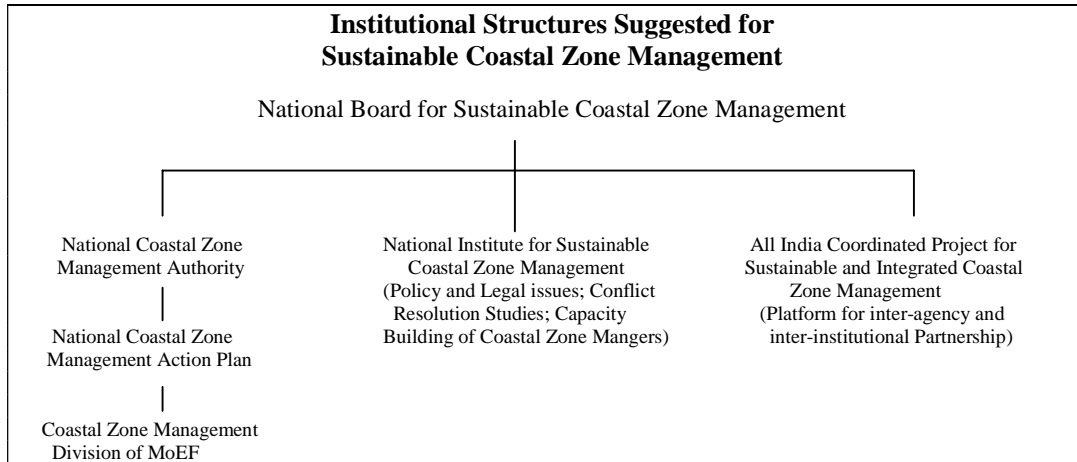 Institutional Structures Suggested for
Sustainable Coastal Zone Management
National Board for Sustainable Coastal Zone Management
National Coastal Zone
Management Authority
National Coastal Zone
Management Action Plan
Coastal Zone Management
Division of MoEF
National Institute for Sustainable
Coastal Zone Management
(Policy and Legal issues; Conflict
Resolution Studies; Capacity
Building of Coastal Zone Mangers)
All India Coordinated Project for
Sustainable and Integrated Coastal
Zone Management
(Platform for inter-agency and
inter-institutional Partnership)